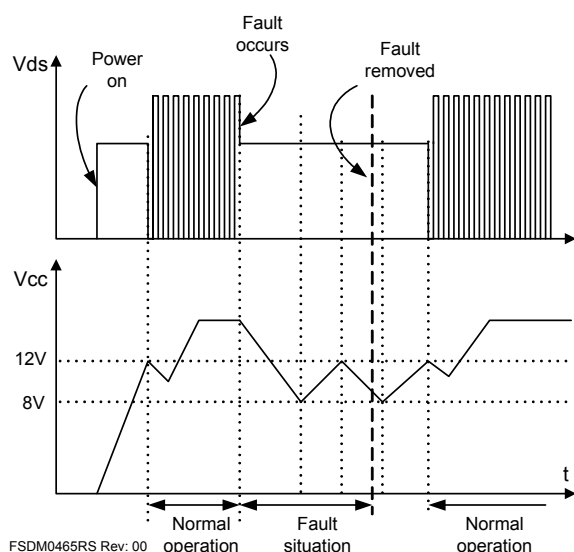 Fault
occurs
Vds
Power
on
Fault
removed
Vcc
12V
8V
t
Normal
operation
Fault
situation
Normal
operation
FSDM0465RS Rev: 00